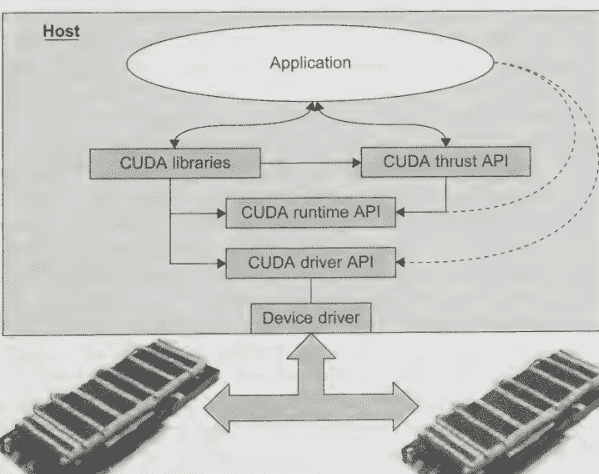 Host
Application
CUDA libraries
CUDA thrust API
CUDA runtime API
CUDA driver API
Device driver